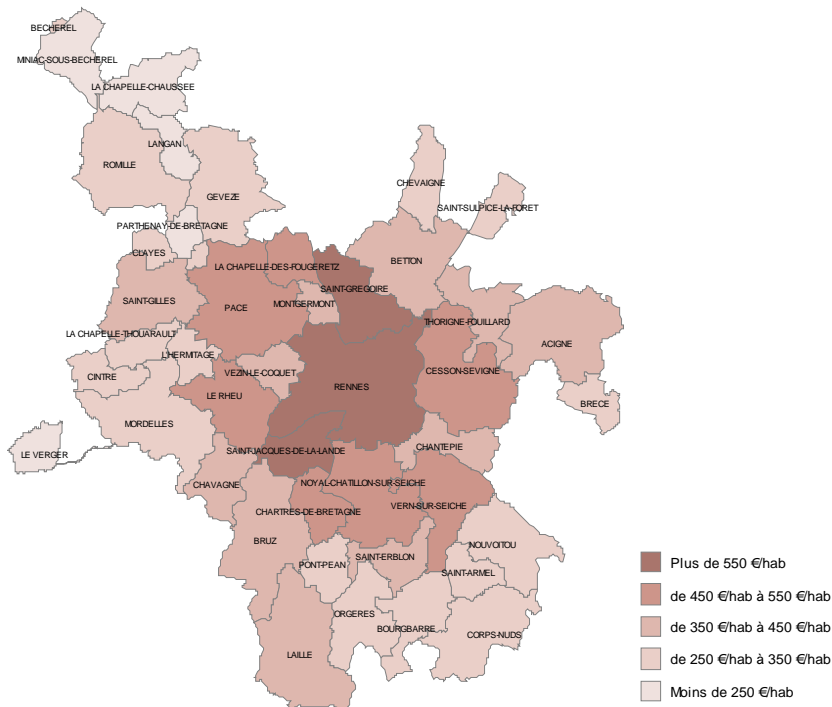 BECHEREL
MINIAC-SOUS-BECHEREL
LA CHAPELLE-CHAUSSEE
LANGAN
ROMILLE
CHEVAIGNE
GEVEZE
SAINT-SULPICE-LA-FORET
PARTHENAY-DE-BRETAGNE
CLAYES
BETTON
LA CHAPELLE-DES-FOUGERETZ
SAINT-GREGOIRE
SAINT-GILLES
MONTGERMONT
PACE
THORIGNE-FOUILLARD
LA CHAPELLE-THOUARAULT
ACIGNE
L'HERMITAGE
CINTRE
VEZIN-LE-COQUET
CESSON-SEVIGNE
RENNES
LE RHEU
BRECE
MORDELLES
CHANTEPIE
SAINT-JACQUES-DE-LA-LANDE
LE VERGER
CHAVAGNE
NOYAL-CHATILLON-SUR-SEICHE
VERN-SUR-SEICHE
CHARTRES-DE-BRETAGNE
BRUZ
NOUVOITOU
SAINT-ERBLON
PONT-PEAN
SAINT-ARMEL
ORGERES
BOURGBARRE
CORPS-NUDS
LAILLE
Plus de 550 €/hab
de 450 €/hab à 550 €/hab
de 350 €/hab à 450 €/hab
de 250 €/hab à 350 €/hab
Moins de 250 €/hab